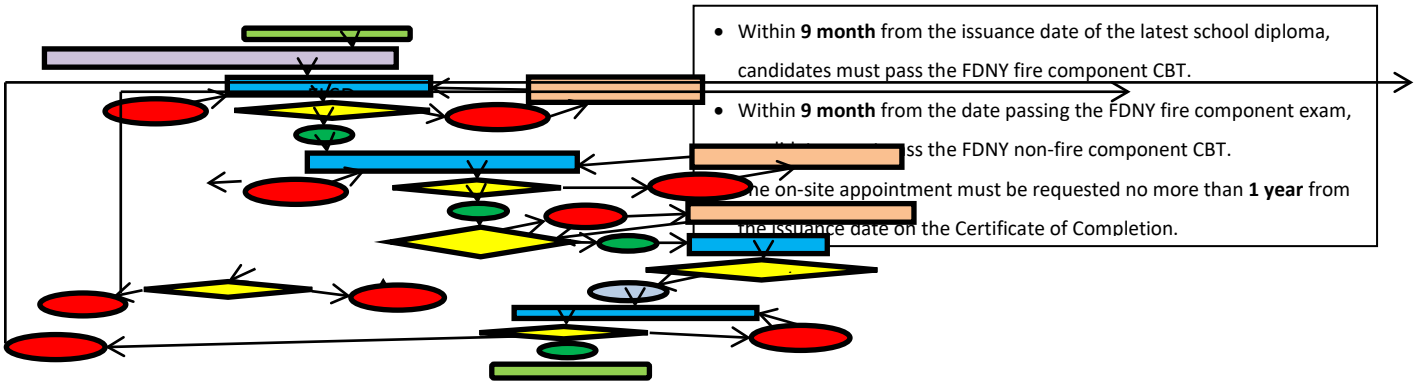 • Within 9 month from the issuance date of the latest school diploma,
candidates must pass the FDNY fire component CBT.
• Within 9 month from the date passing the FDNY fire component exam,
the FDNY non-fire component CBT.
on-site appointment must be requested no more than 1 year from
the issuance date on the Certificate of Completion.